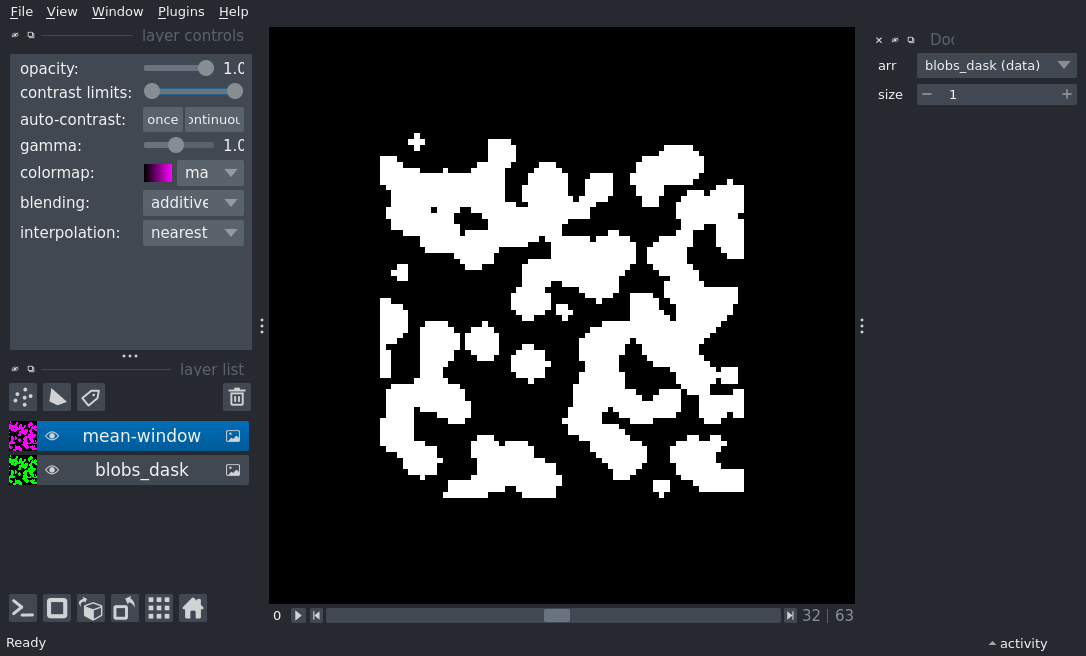 File View Window Plugins Help
layer controls
opacity: 1.0
contrast limits:
auto-contrast: once ontinuou
gamma: 1.0
colormap: ma
blending: additive
interpolation: nearest
layer list
mean-window
blobs_dask
Ready
0 32 | 63
Doc
arr blobs_dask (data)
size 1
activity